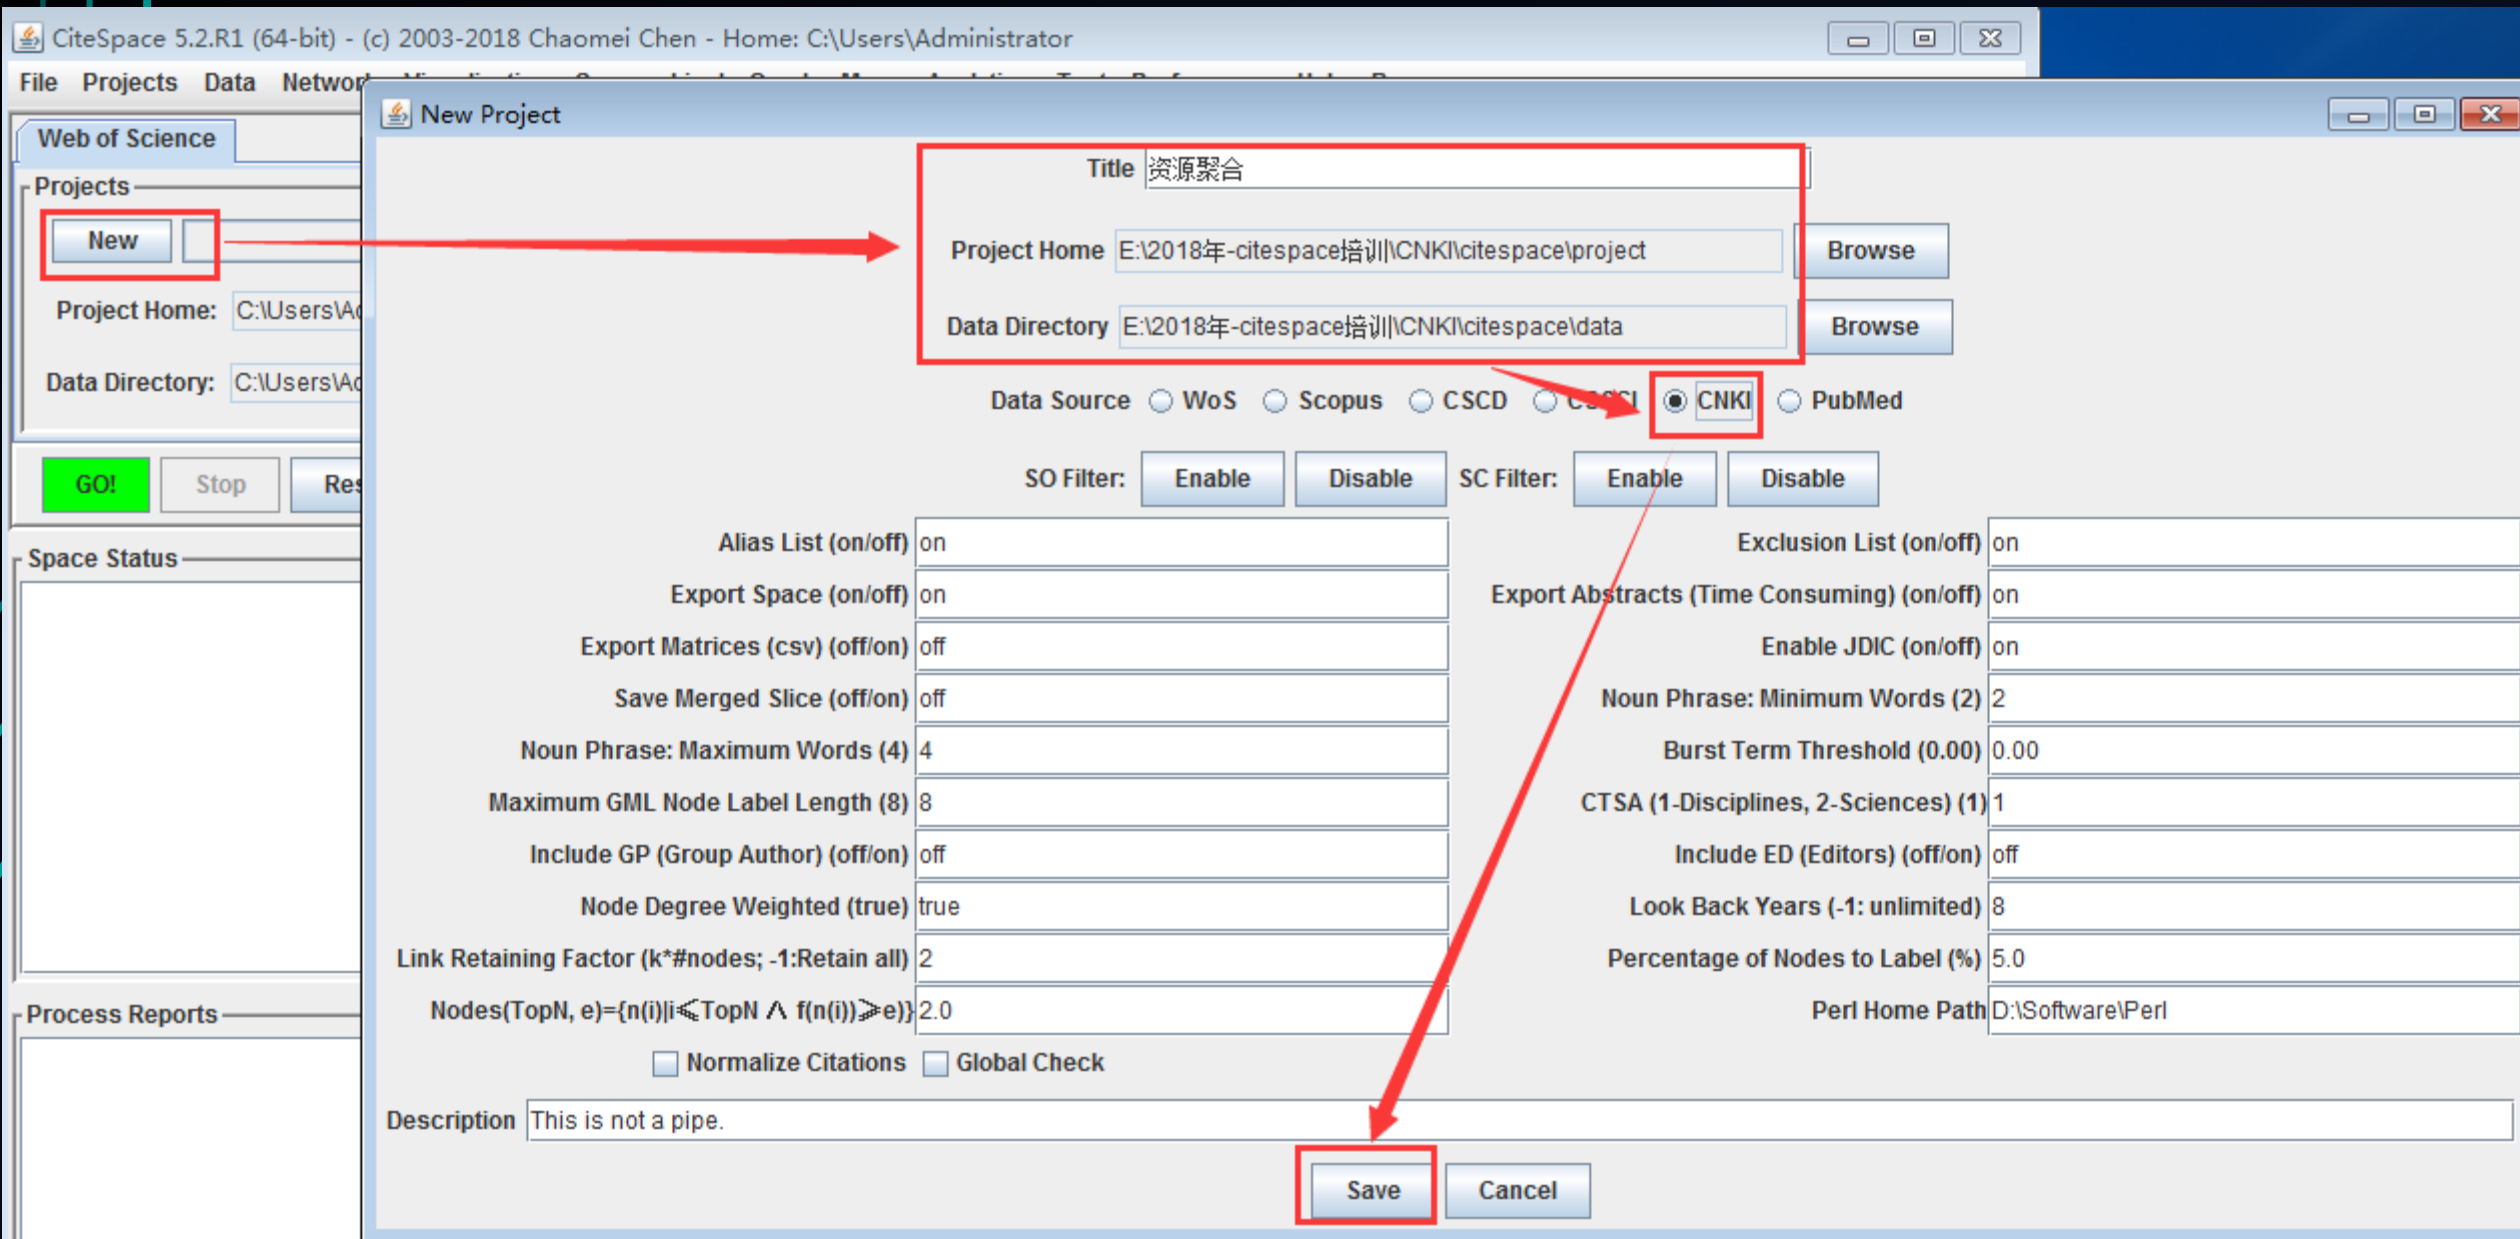 CiteSpace 5.2.R1 (64-bit) - (c) 2003-2018 Chaomei Chen - Home: C:\Users\Administrator
File Projects Data
New Project
Web of Science
Title 资源聚合
Projects
New
Project Home E:\2018年-citespace培训\CNKI\citespace\project Browse
Project Home:
Data Directory E:\2018年-citespace培训\CNKI\citespace\data Browse
Data Directory:
Data Source WoS Scopus CSCD CSSCI CNKI PubMed
SO Filter: Enable Disable SC Filter: Enable Disable
GO! Stop
Alias List (on/off) on Exclusion List (on/off) on
Space Status
Export Space (on/off) on Export Abstracts (Time Consuming) (on/off) on
Export Matrices (csv) (off/on) off Enable JDIC (on/off) on
Save Merged Slice (off/on) off Noun Phrase: Minimum Words (2) 2
Noun Phrase: Maximum Words (4) 4 Burst Term Threshold (0.00) 0.00
Maximum GML Node Label Length (8) 8 CTSA (1-Disciplines, 2-Sciences) (1) 1
Include GP (Group Author) (off/on) off Include ED (Editors) (off/on) off
Node Degree Weighted (true) true Look Back Years (-1: unlimited) 8
Link Retaining Factor (k*#nodes; -1:Retain all) 2 Percentage of Nodes to Label (%) 5.0
Nodes(TopN, e)={n(i)|i≤TopN ∧ f(n(i))≥e)} 2.0 Perl Home Path D:\Software\Perl
Process Reports
Normalize Citations Global Check
Description This is not a pipe.
Save Cancel